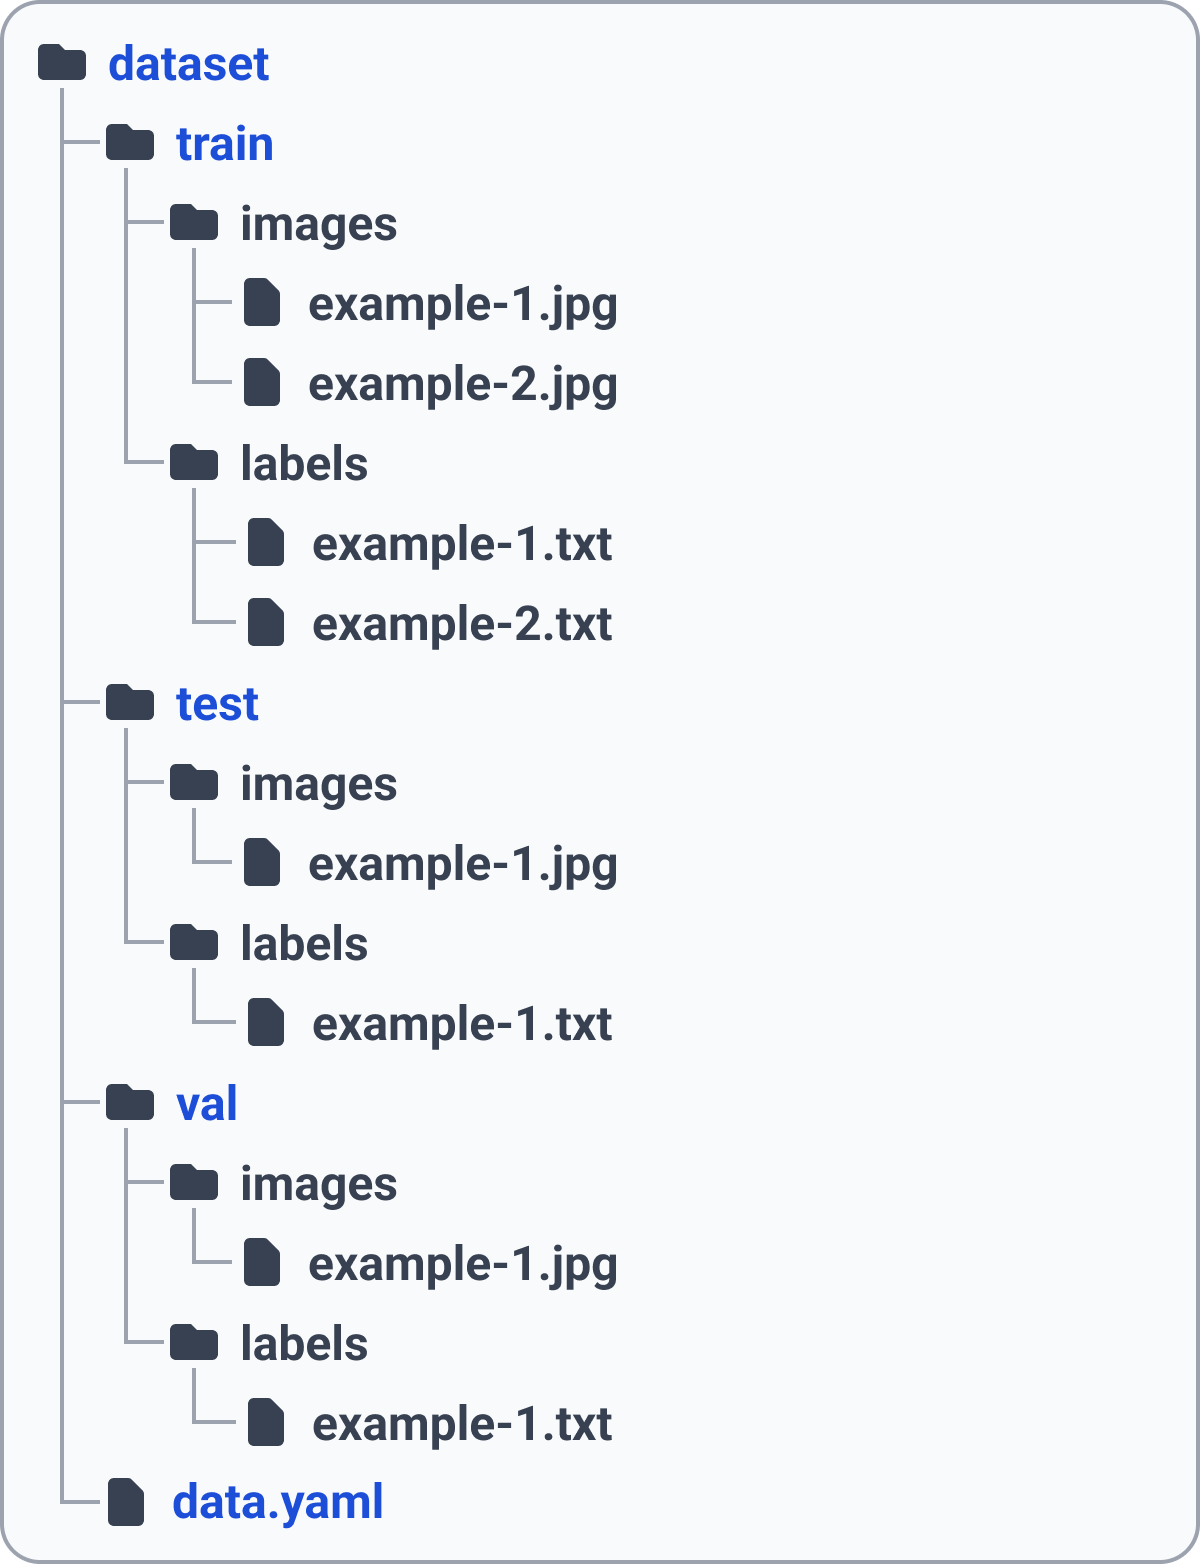 dataset
train
images
example-1.jpg
example-2.jpg
labels
example-1.txt
example-2.txt
test
images
example-1.jpg
labels
example-1.txt
val
images
example-1.jpg
labels
example-1.txt
data.yaml